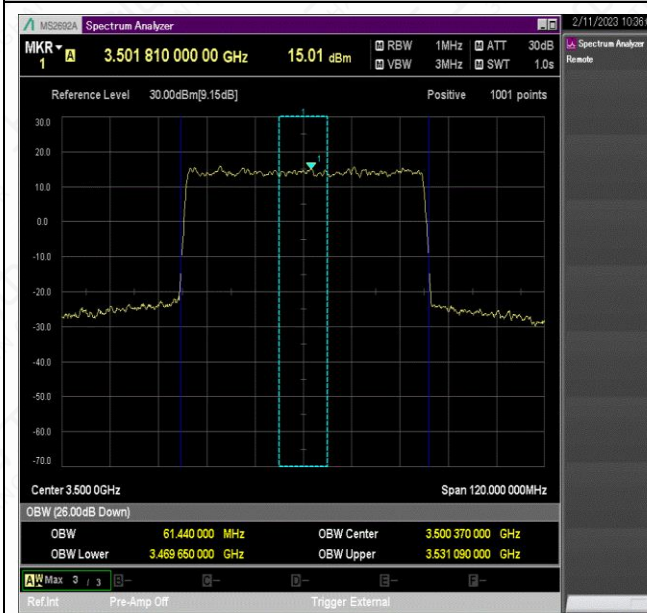 MS2692A Spectrum Analyzer
2/11/2023 10:36:
MKR 1 A 3.501 810 000 00 GHz 15.01 dBm M RBW 1MHz M ATT 30dB
M VBW 3MHz M SWT 1.0s
Spectrum Analyzer
Remote
Reference Level 30.00dBm[9.15dB] Positive 1001 points
30.0
20.0
10.0
0.0
-10.0
-20.0
-30.0
-40.0
-50.0
-60.0
-70.0
1
1
Center 3.500 0GHz Span 120.000 000MHz
OBW (26.00dB Down)
OBW 61.440 000 MHz OBW Center 3.500 370 000 GHz
OBW Lower 3.469 650 000 GHz OBW Upper 3.531 090 000 GHz
A W Max 3 / 3 B- C- D- E- F-
Ref.Int Pre-Amp Off Trigger External